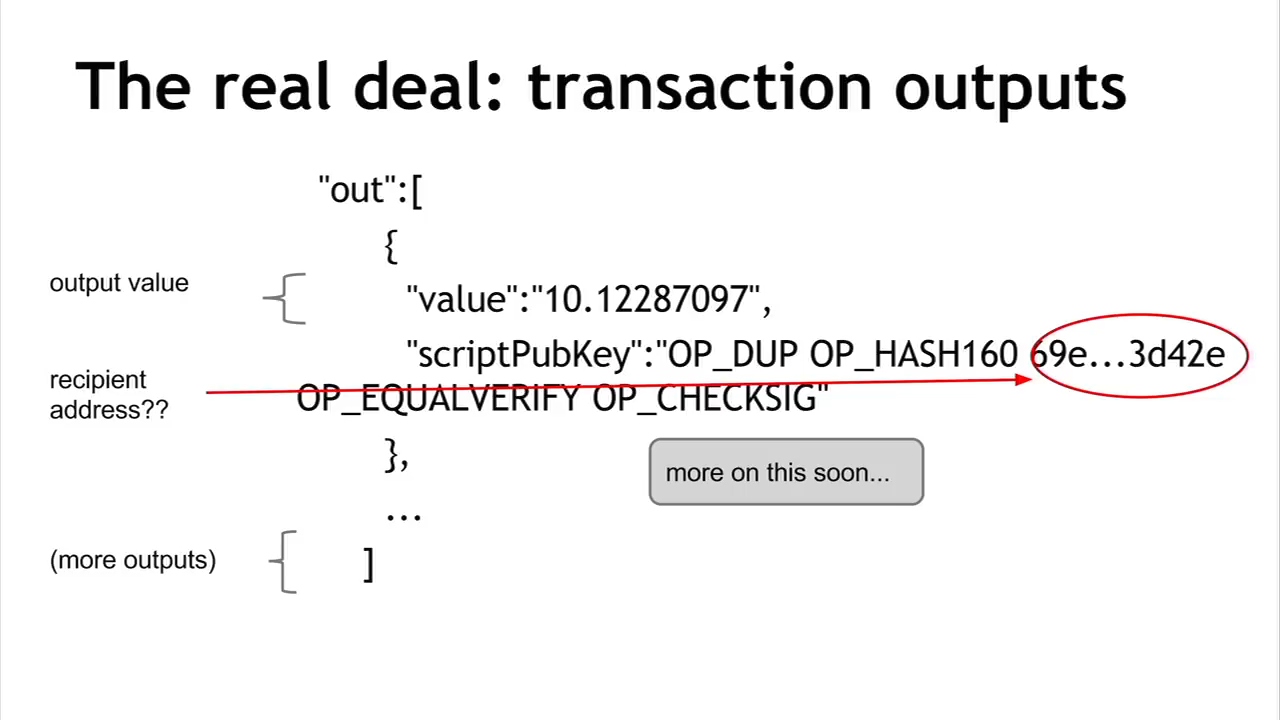 The real deal: transaction outputs
"out":[
{
output value
"value":"10.12287097",
"scriptPubKey":"OP_DUP OP_HASH160 69e...3d42e
recipient
address??
OP_EQUALVERIFY OP_CHECKSIG"
},
more on this soon...
...
(more outputs)
]